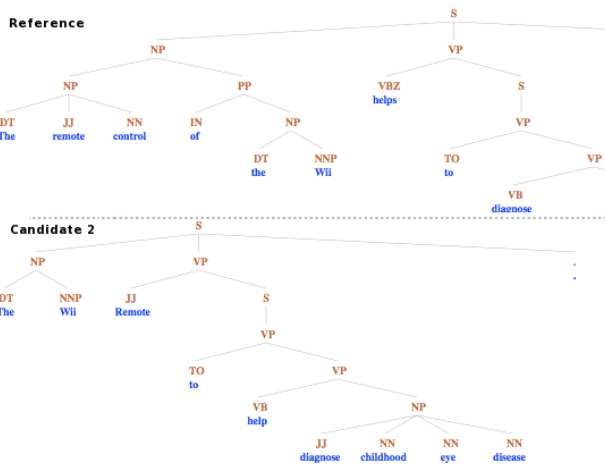 Reference
S
NP VP
NP PP VBZ S
helps
DT JJ NN IN NP VP
The remote control of
DT NNP TO VP
the Wii to
VB
diagnose
Candidate 2
S
NP VP .
.
DT NNP JJ S
The Wii Remote
VP
TO VP
to
VB NP
help
JJ NN NN NN
diagnose childhood eye disease